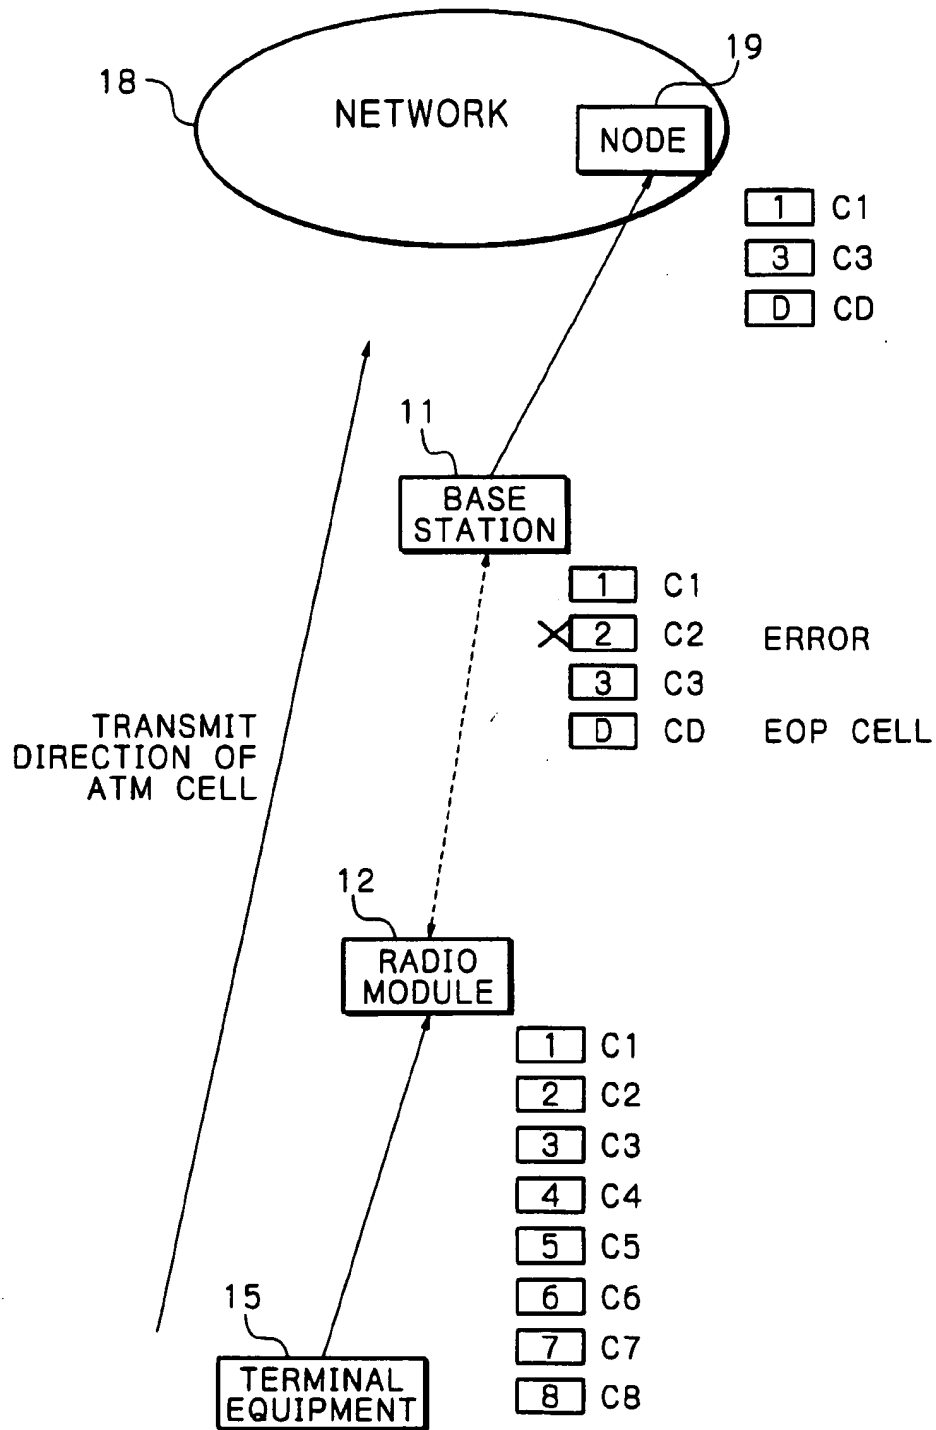 18
19
NETWORK
NODE
1 C1
3 C3
D CD
11
BASE
STATION
1 C1
2 C2 ERROR
3 C3
D CD EOP CELL
TRANSMIT
DIRECTION OF
ATM CELL
12
RADIO
MODULE
1 C1
2 C2
3 C3
4 C4
5 C5
6 C6
7 C7
8 C8
15
TERMINAL
EQUIPMENT